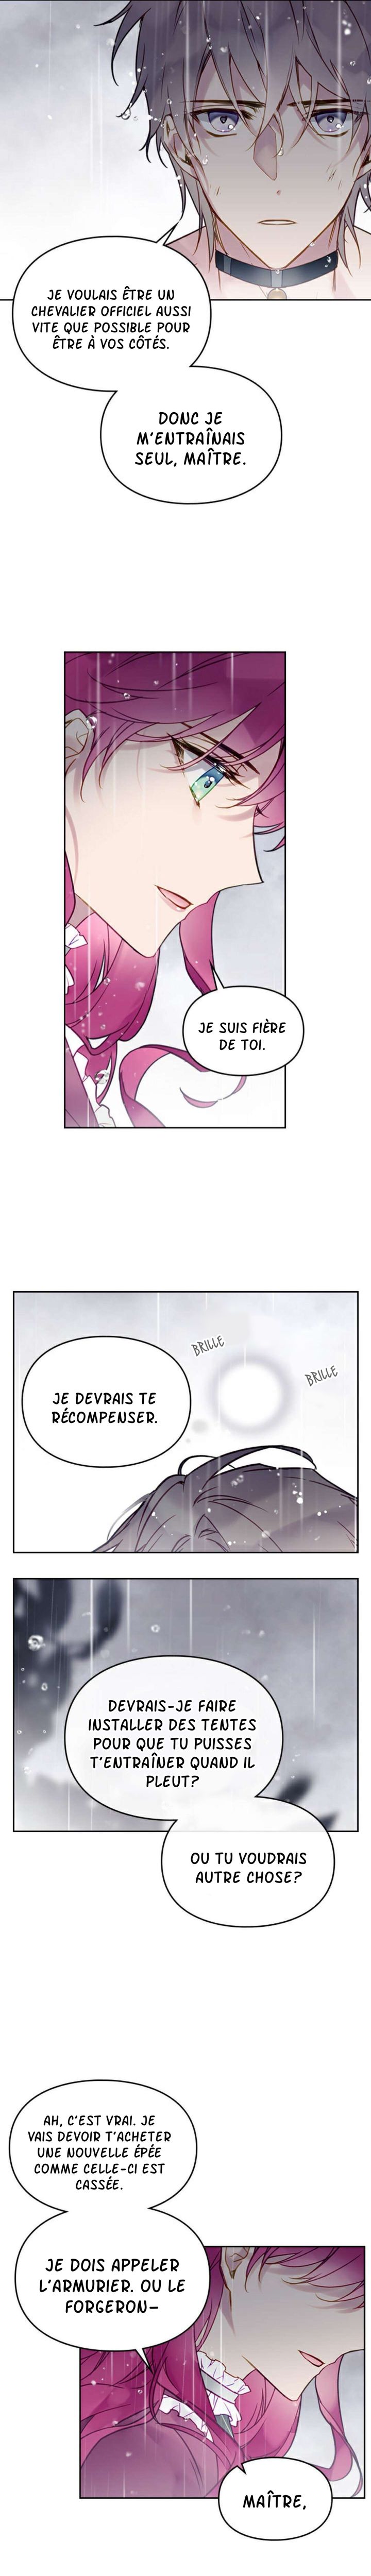 JE VOULAIS ÊTRE UN
CHEVALIER OFFICIEL AUSSI
VITE QUE POSSIBLE POUR
ÊTRE À VOS CÔTÉS.
DONC JE
M'ENTRAÎNAIS
SEUL, MAÎTRE.
JE SUIS FIÈRE
DE TOI.
BRILLE
BRILLE
JE DEVRAIS TE
RÉCOMPENSER.
DEVRAIS-JE FAIRE
INSTALLER DES TENTES
POUR QUE TU PUISSES
T'ENTRAÎNER QUAND IL
PLEUT?
OU TU VOUDRAIS
AUTRE CHOSE?
AH, C'EST VRAI. JE
VAIS DEVOIR T'ACHETER
UNE NOUVELLE ÉPÉE
COMME CELLE-CI EST
CASSÉE.
JE DOIS APPELER
L'ARMURIER. OU LE
FORGERON–
MAÎTRE,